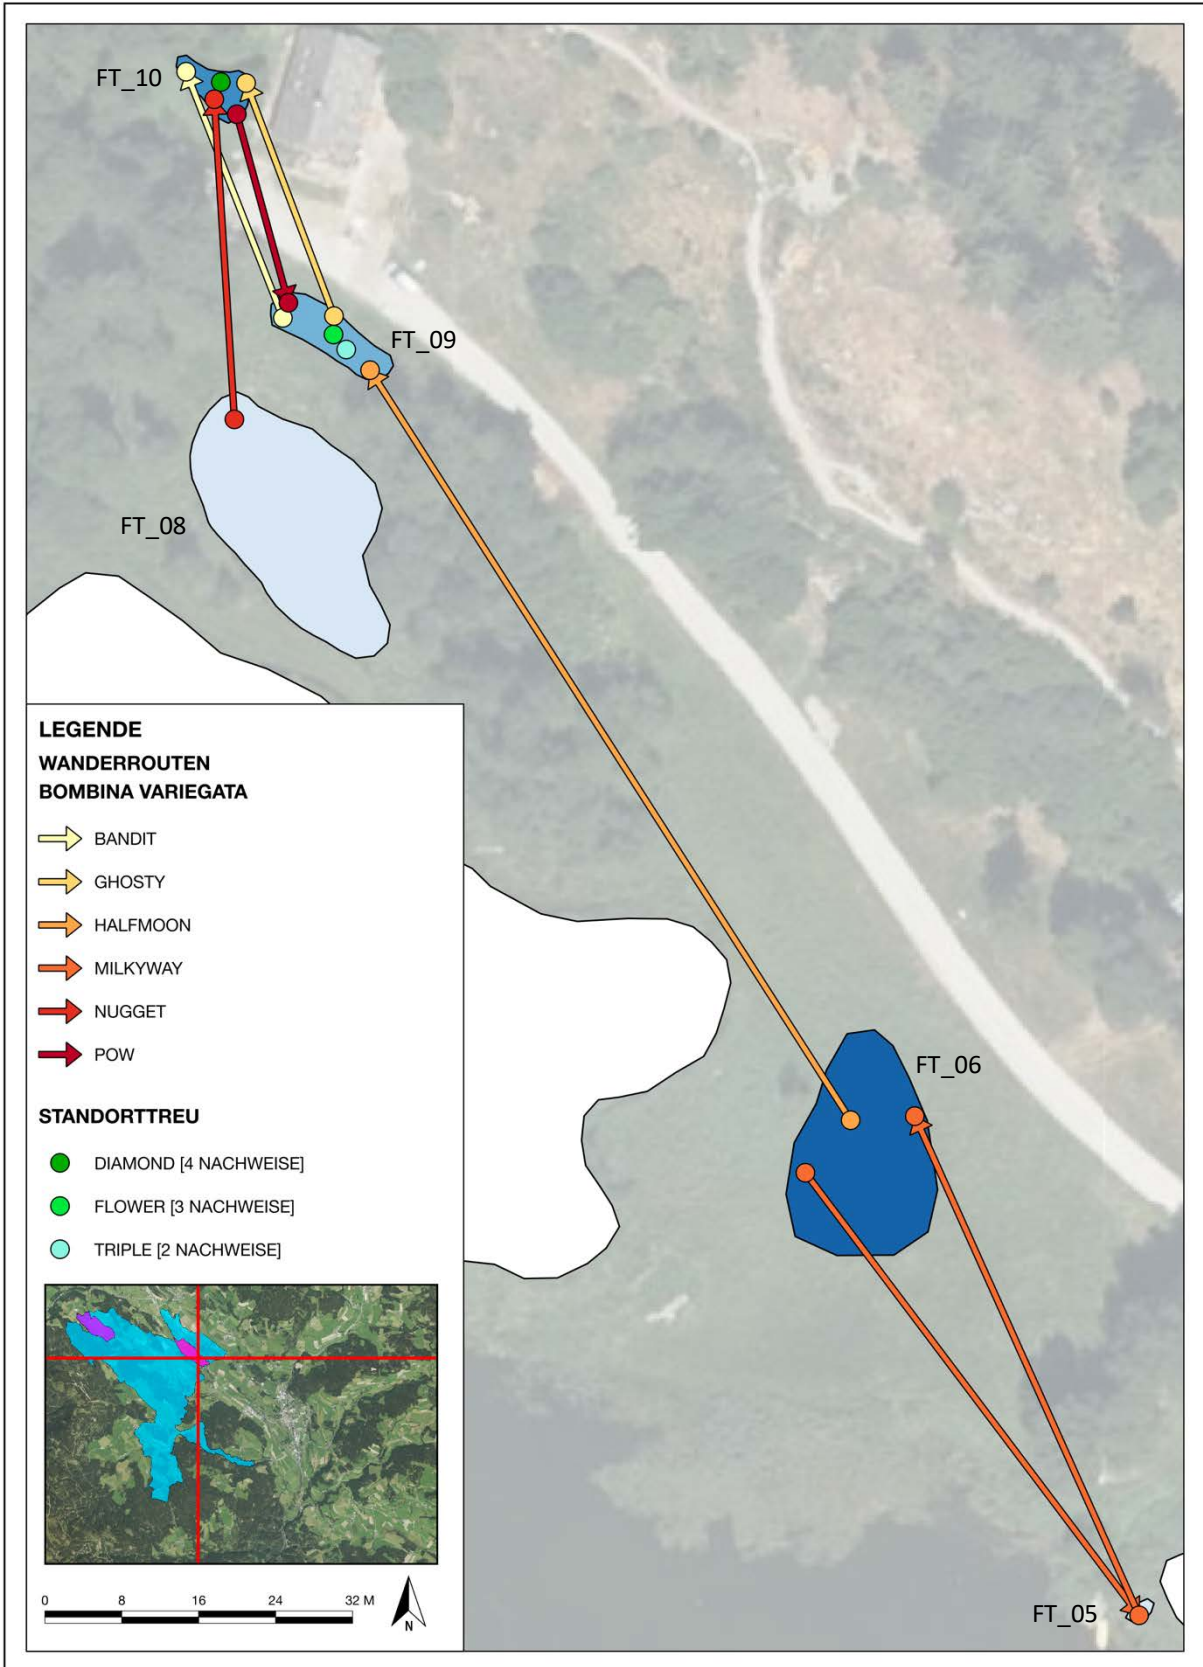 FT_10
FT_09
FT_08
LEGENDE
WANDERROUTEN
BOMBINA VARIEGATA
BANDIT
GHOSTY
HALFMOON
MILKYWAY
NUGGET
POW
STANDORTTREU
DIAMOND [4 NACHWEISE]
FLOWER [3 NACHWEISE]
TRIPLE [2 NACHWEISE]
0 8 16 24 32 M
N
FT_06
FT_05